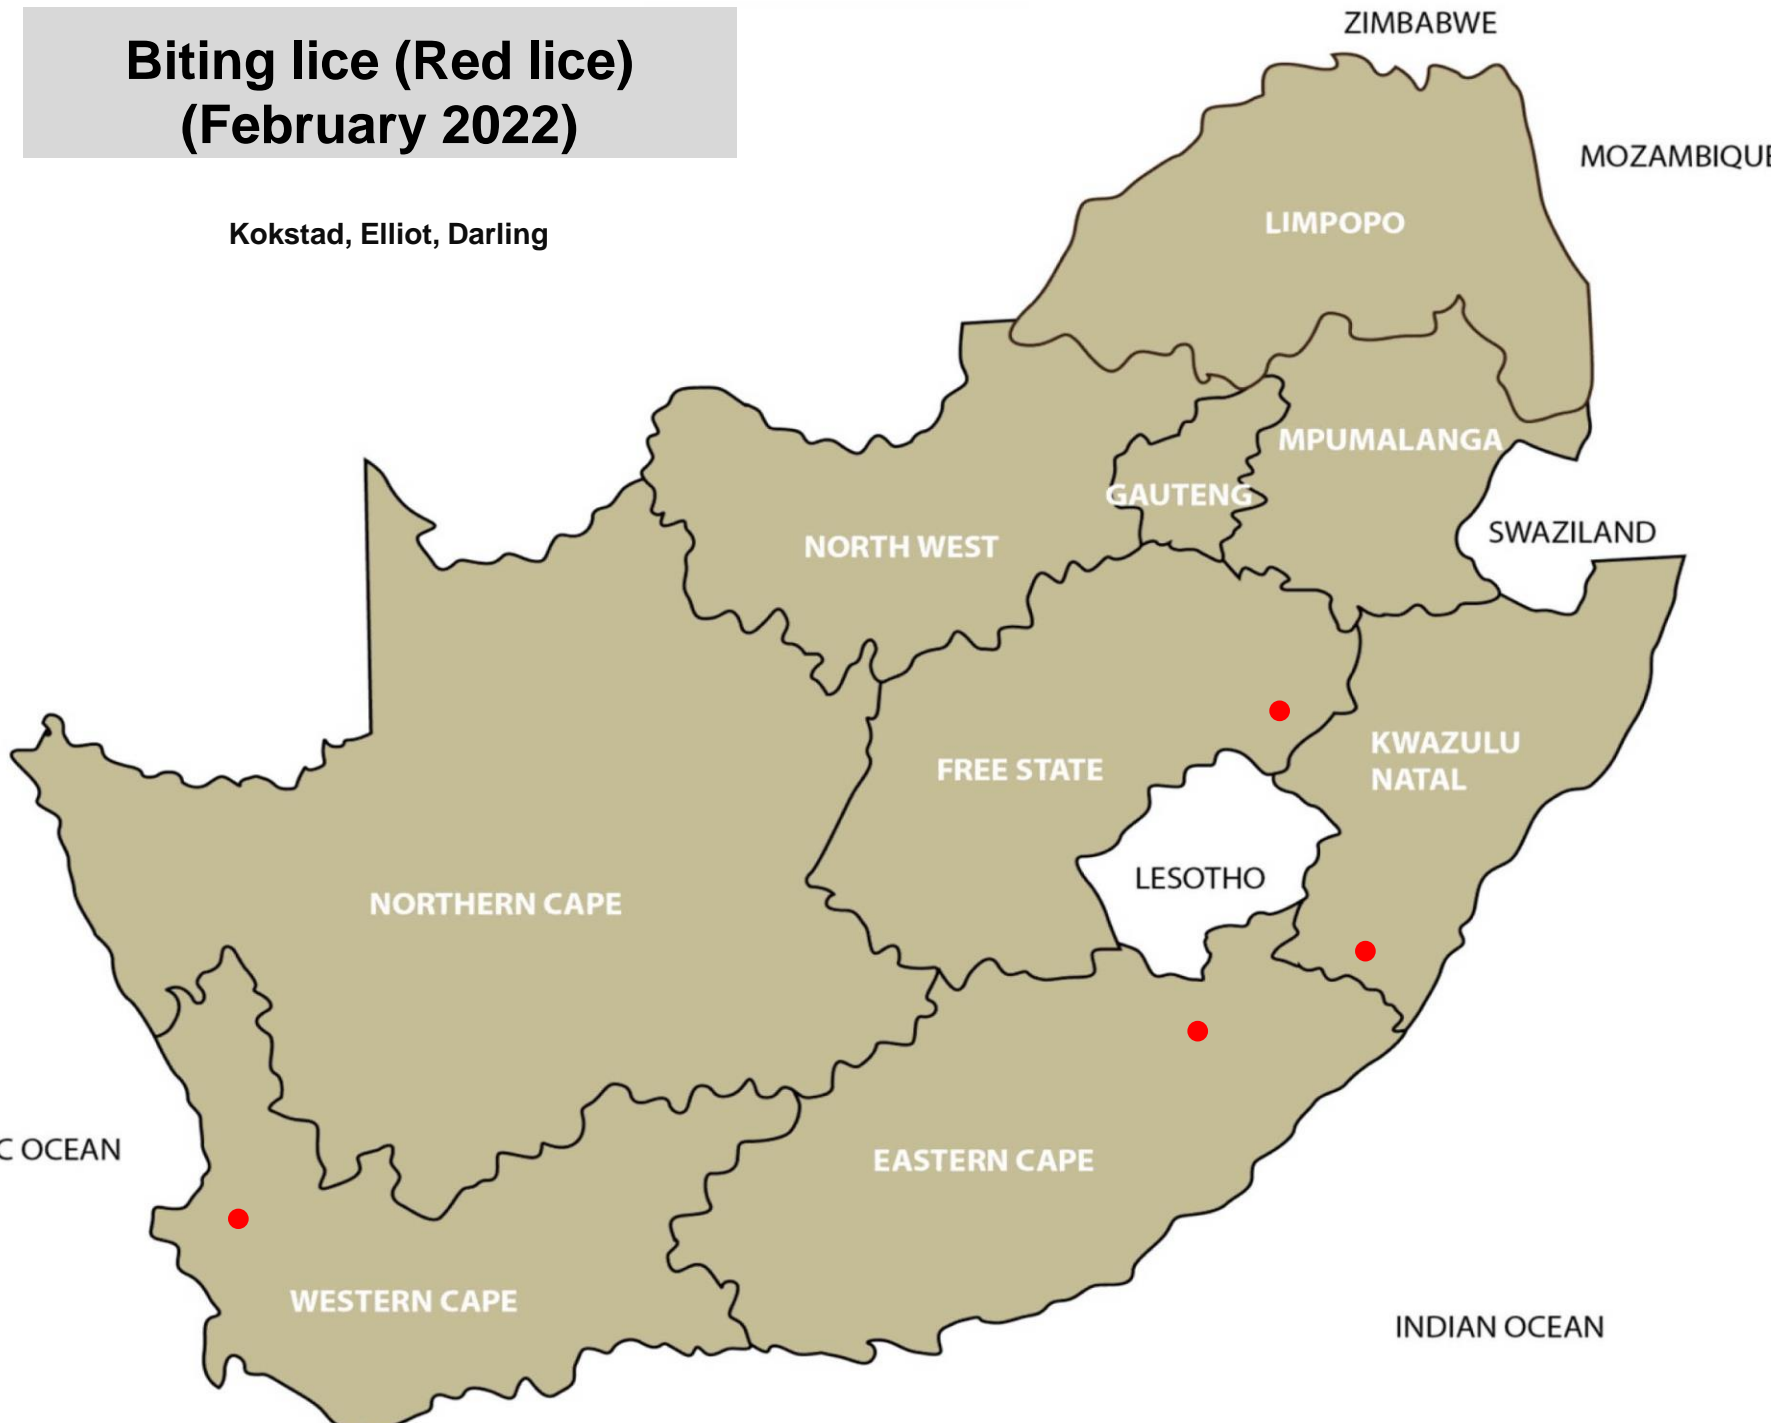 Biting lice (Red lice)
(February 2022)
Kokstad, Elliot, Darling
ZIMBABWE
MOZAMBIQUE
LIMPOPO
MPUMALANGA
GAUTENG
SWAZILAND
NORTH WEST
KWAZULU
NATAL
FREE STATE
LESOTHO
NORTHERN CAPE
C OCEAN
EASTERN CAPE
WESTERN CAPE
INDIAN OCEAN